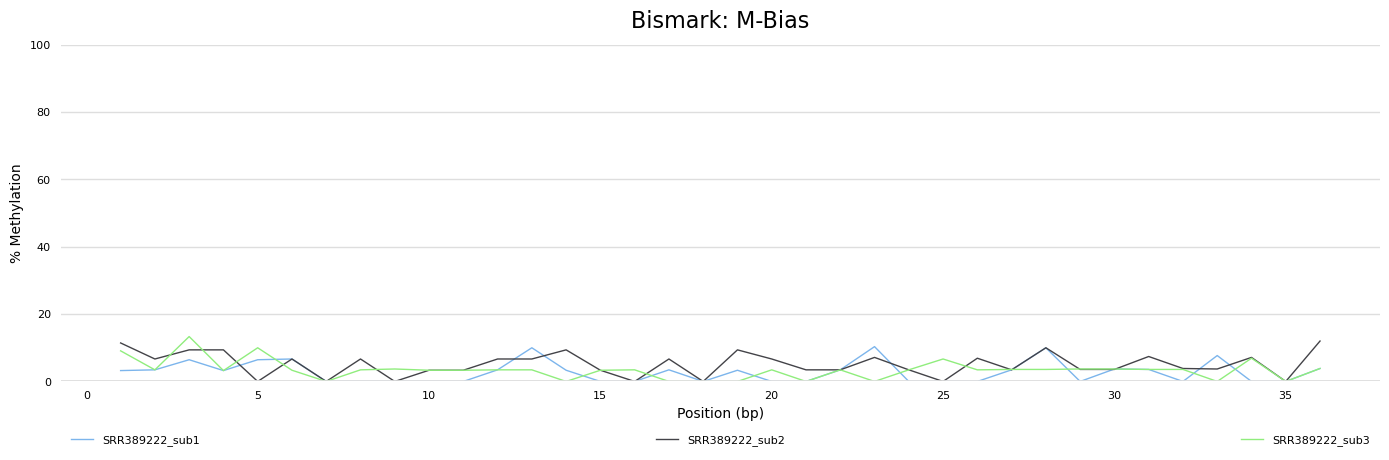 Bismark: M-Bias
100
80
60
40
20
0
% Methylation
0 5 10 15 20 25 30 35
Position (bp)
SRR389222_sub1 SRR389222_sub2 SRR389222_sub3